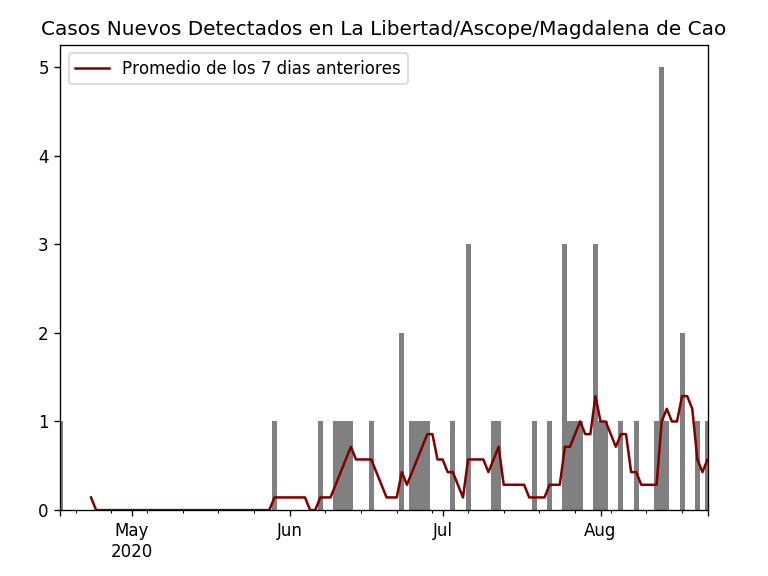 Casos Nuevos Detectados en La Libertad/Ascope/Magdalena de Cao
Promedio de los 7 dias anteriores
5
4
3
2
1
0
May Jun Jul Aug
2020